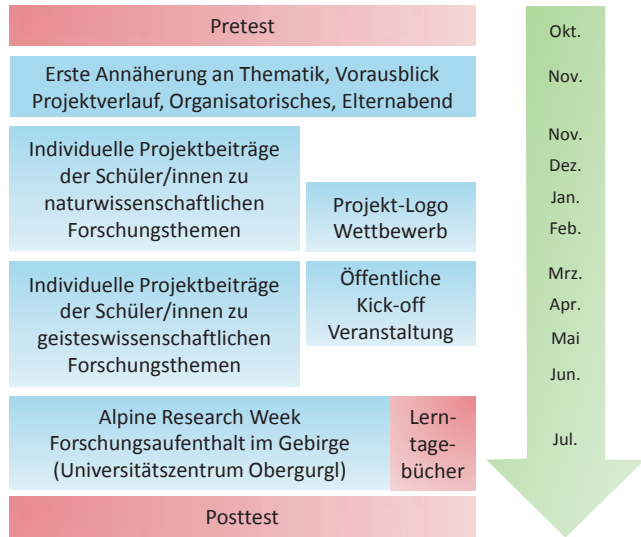 Pretest
Okt.
Erste Annäherung an Thematik, Vorausblick
Projektverlauf, Organisatorisches, Elternabend
Nov.
Individuelle Projektbeiträge
der Schüler/innen zu
naturwissenschaftlichen
Forschungsthemen
Projekt-Logo
Wettbewerb
Nov.
Dez.
Jan.
Feb.
Individuelle Projektbeiträge
der Schüler/innen zu
geisteswissenschaftlichen
Forschungsthemen
Öffentliche
Kick-off
Veranstaltung
Mrz.
Apr.
Mai
Jun.
Alpine Research Week
Forschungsaufenthalt im Gebirge
(Universitätszentrum Obergurgl)
Lern-
tage-
bücher
Jul.
Posttest